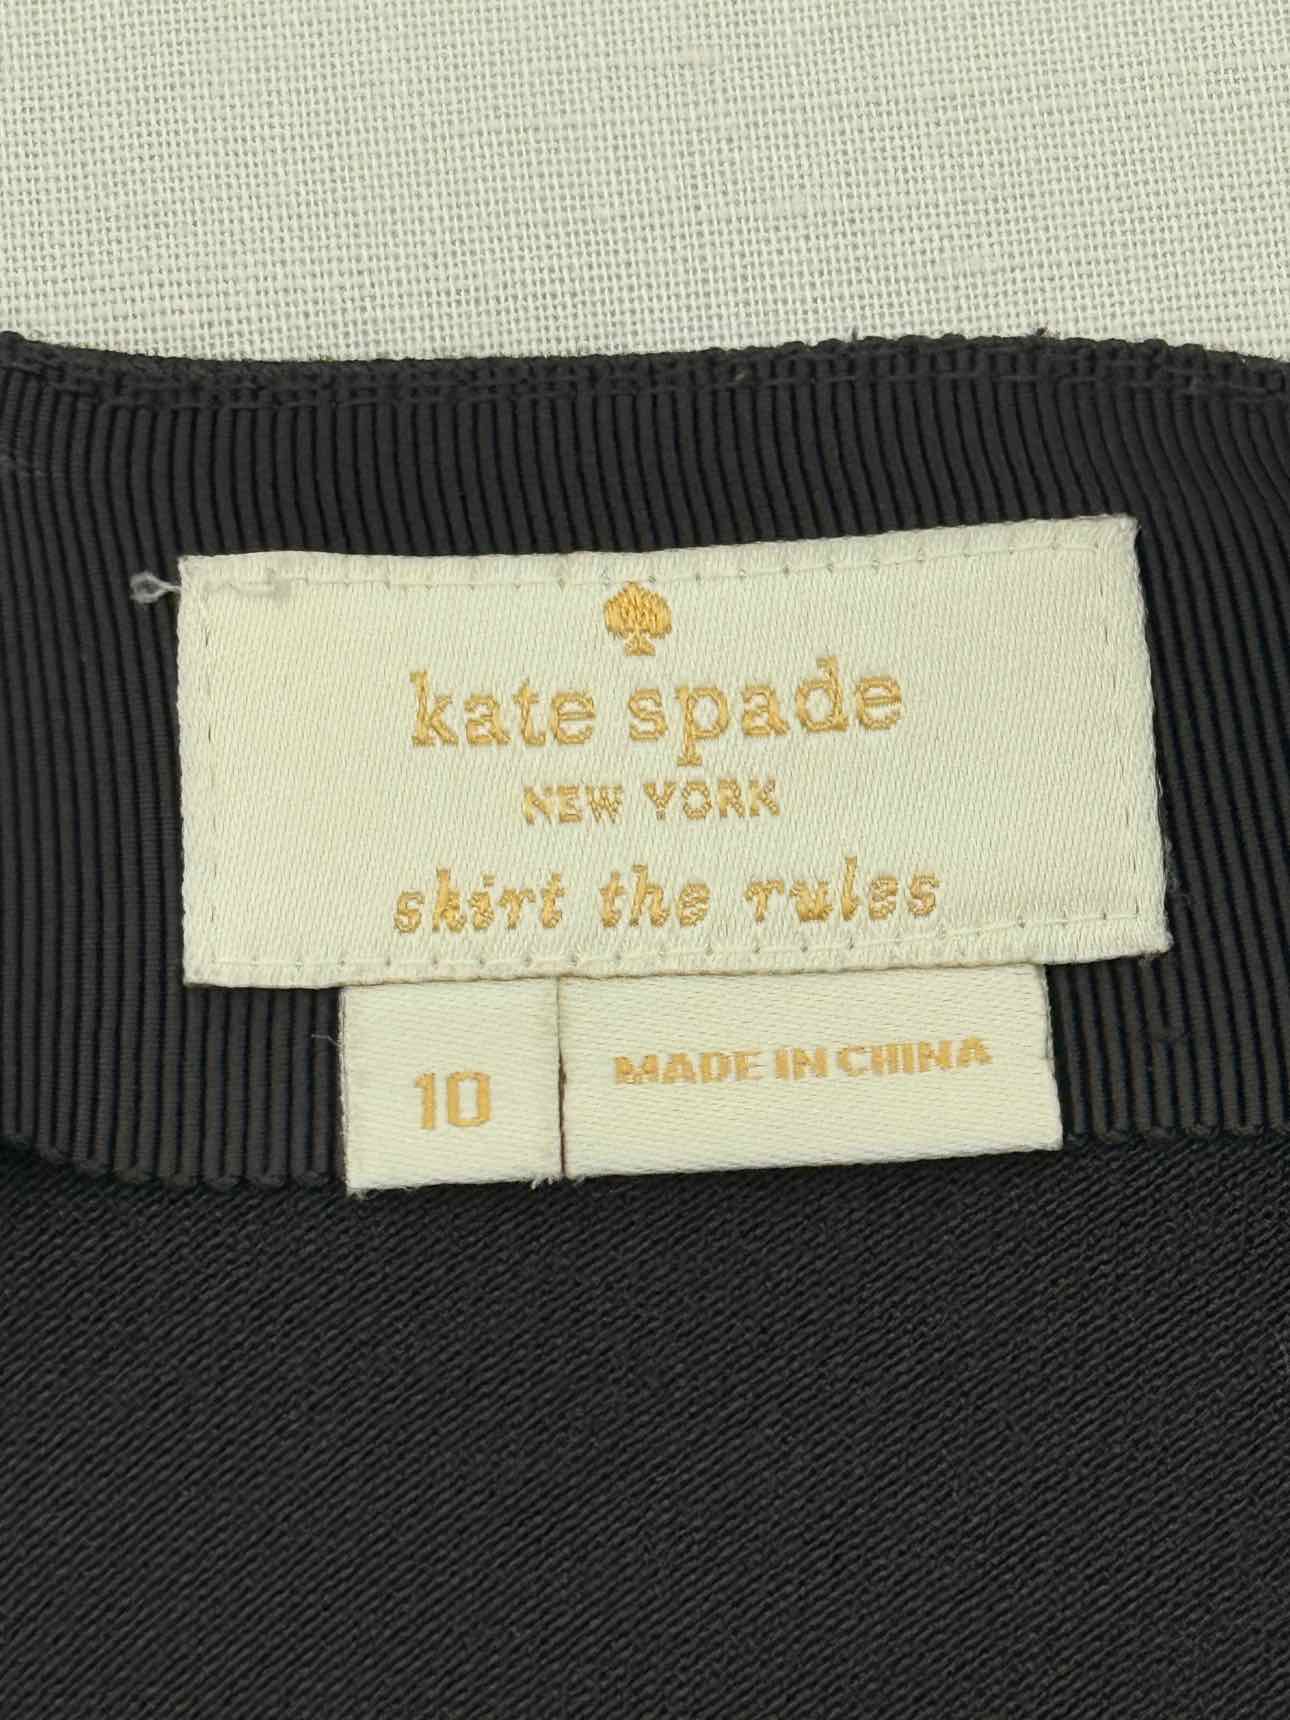 kate spade
NEW YORK
skirt the rules
10
MADE IN CHINA